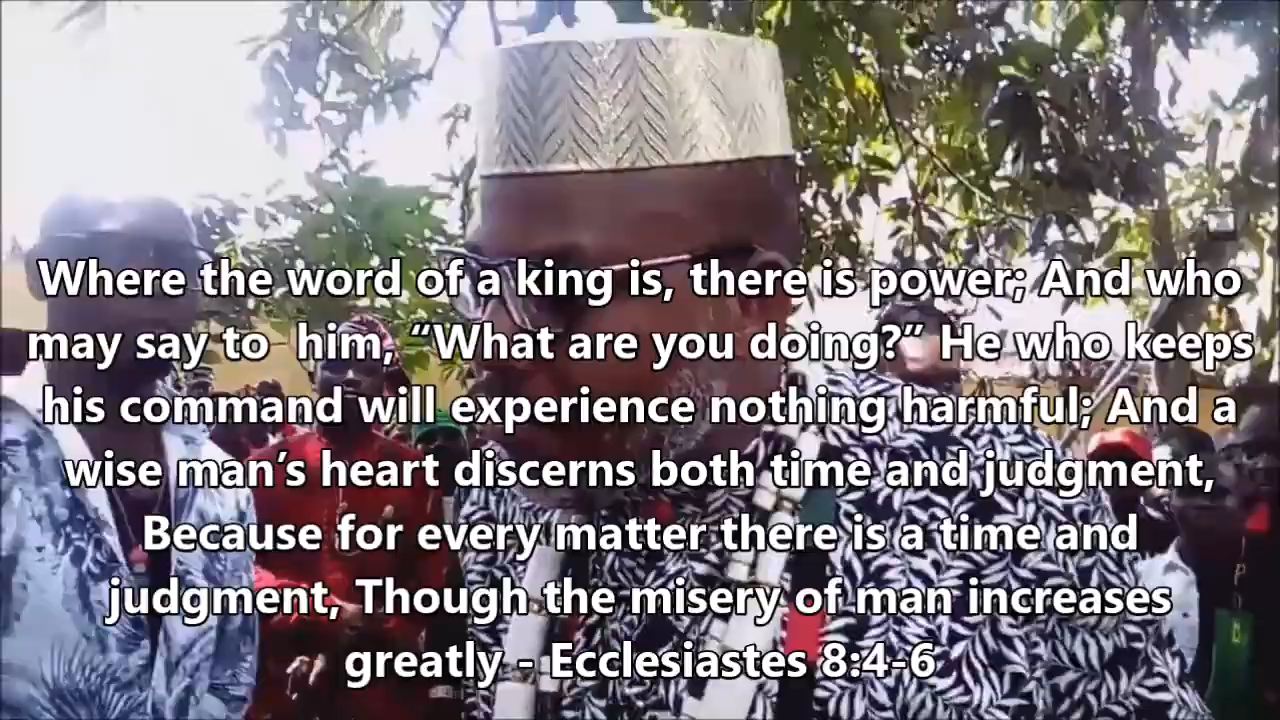 Where the word of a king is, there is power; And who
may say to  him, “What are you doing?” He who keeps
his command will experience nothing harmful; And a
wise man’s heart discerns both time and judgment,
Because for every matter there is a time and
judgment, Though the misery of man increases
greatly - Ecclesiastes 8:4-6